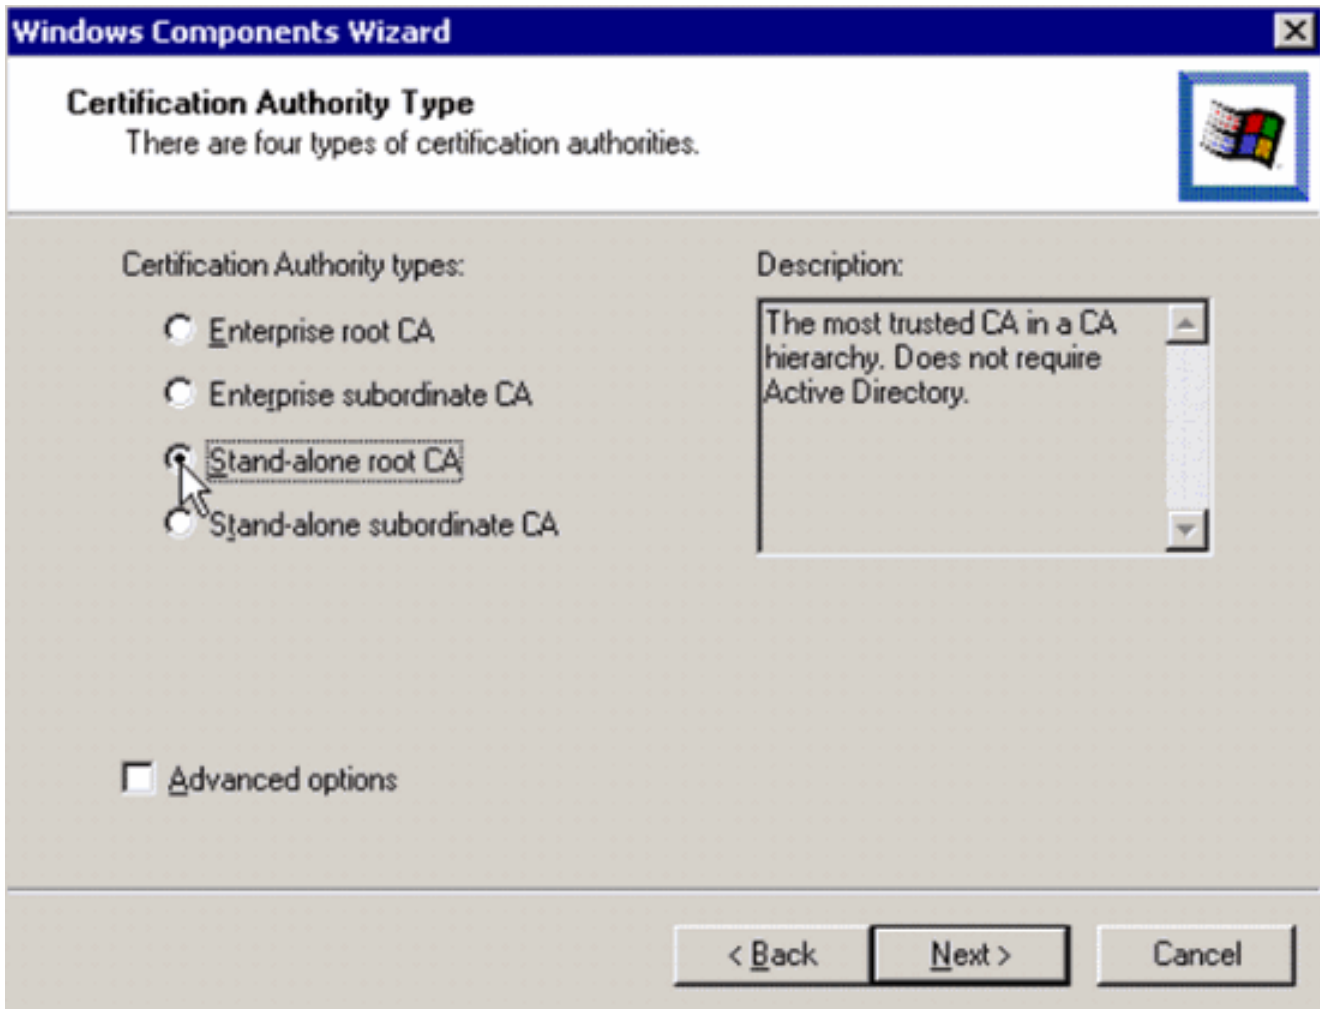 Windows Components Wizard
Certification Authority Type
There are four types of certification authorities.
Certification Authority types:
Description:
Enterprise root CA
Enterprise subordinate CA
Stand-alone root CA
Stand-alone subordinate CA
The most trusted CA in a CA
hierarchy. Does not require
Active Directory.
Advanced options
< Back
Next >
Cancel